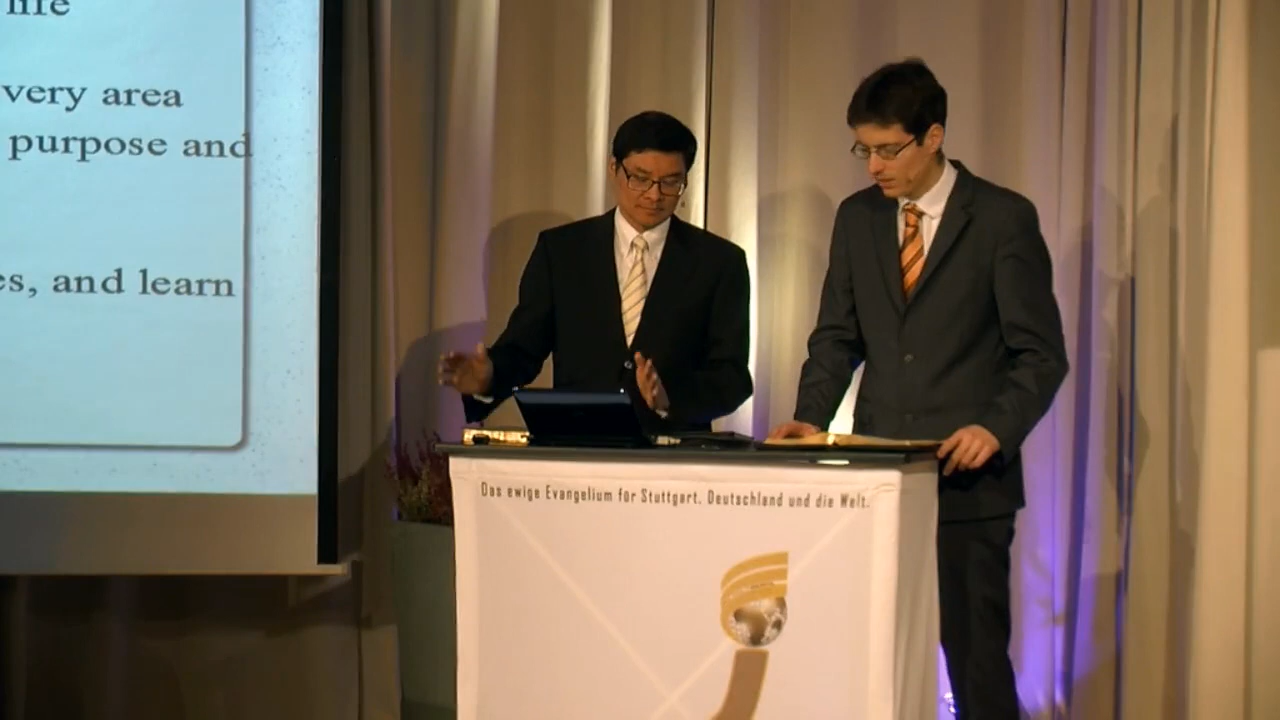 life
very area
purpose and
es, and learn
Das ewige Evangelium für Stuttgart, Deutschland und die Welt.